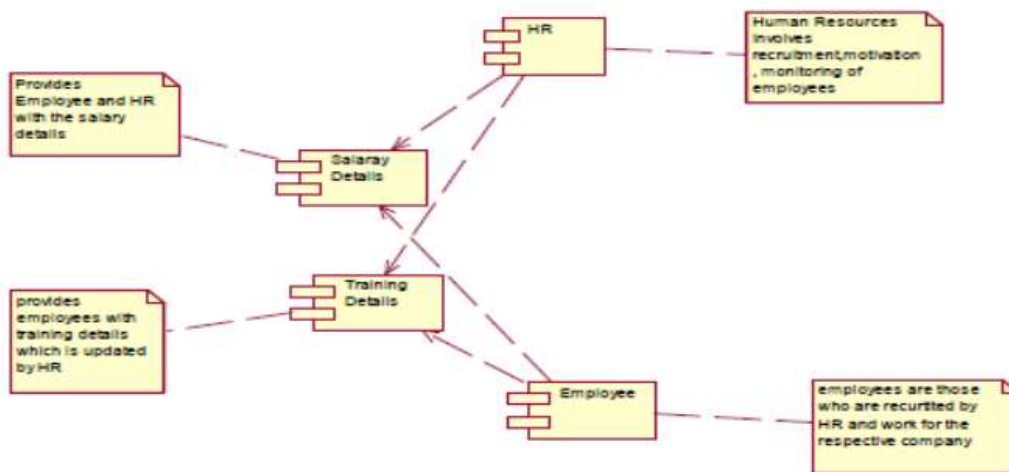 HR
Human Resources
involves
recruitment,motivation
, monitoring of
employees
Provides
Employee and HR
with the salary
details
Salaray
Details
Training
Details
provides
employees with
training details
which is updated
by HR
Employee
employees are those
who are recurtited by
HR and work for the
respective company